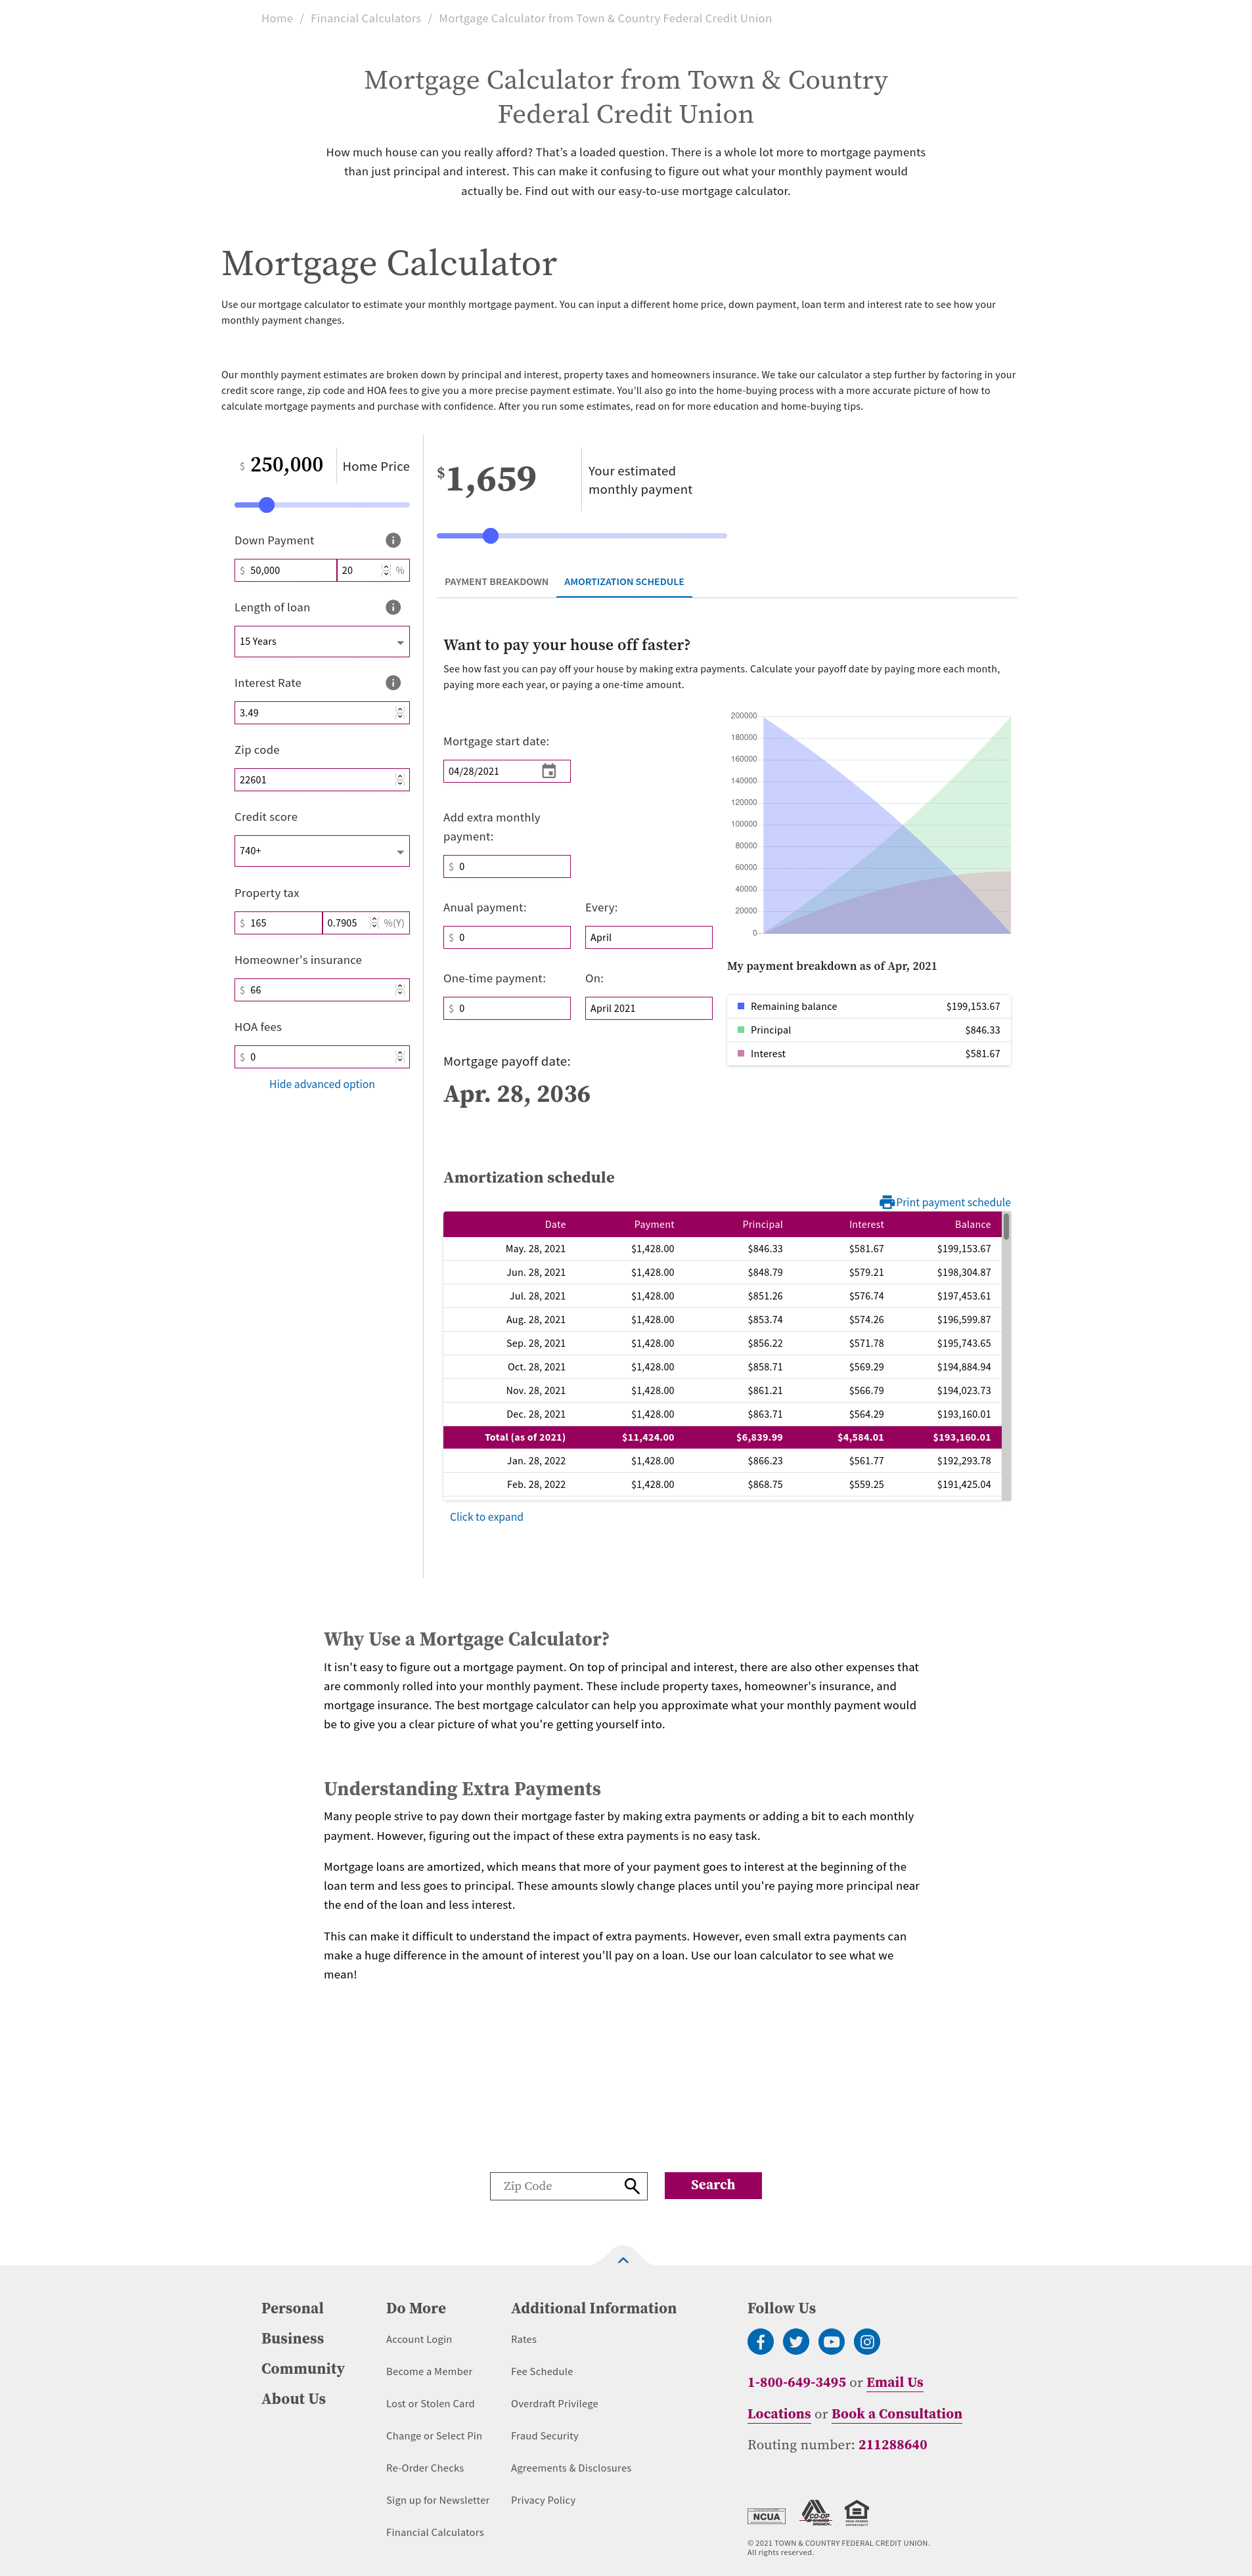 Home / Financial Calculators / Mortgage Calculator from Town & Country Federal Credit Union
Mortgage Calculator from Town & Country
Federal Credit Union
How much house can you really afford? That's a loaded question. There is a whole lot more to mortgage payments
than just principal and interest. This can make it confusing to figure out what your monthly payment would
actually be. Find out with our easy-to-use mortgage calculator.
Mortgage Calculator
Use our mortgage calculator to estimate your monthly mortgage payment. You can input a different home price, down payment, loan term and interest rate to see how your
monthly payment changes.
Our monthly payment estimates are broken down by principal and interest, property taxes and homeowners insurance. We take our calculator a step further by factoring in your
credit score range, zip code and HOA fees to give you a more precise payment estimate. You'll also go into the home-buying process with a more accurate picture of how to
calculate mortgage payments and purchase with confidence. After you run some estimates, read on for more education and home-buying tips.
$ 250,000 Home Price
Down Payment
$ 50,000 20 %
Length of loan
15 Years
Interest Rate
3.49
Zip code
22601
Credit score
740+
Property tax
$ 165 0.7905 %(Y)
Homeowner's insurance
$ 66
HOA fees
$ 0
Hide advanced option
$1,659
Your estimated
monthly payment
PAYMENT BREAKDOWN AMORTIZATION SCHEDULE
Want to pay your house off faster?
See how fast you can pay off your house by making extra payments. Calculate your payoff date by paying more each month,
paying more each year, or paying a one-time amount.
Mortgage start date:
04/28/2021
Add extra monthly
payment:
$ 0
Anual payment: Every:
$ 0 April
One-time payment: On:
$ 0 April 2021
Mortgage payoff date:
Apr. 28, 2036
200000
180000
160000
140000
120000
100000
80000
60000
40000
20000
0
My payment breakdown as of Apr, 2021
Remaining balance $199,153.67
Principal $846.33
Interest $581.67
Amortization schedule
Print payment schedule
Date Payment Principal Interest Balance
May. 28, 2021 $1,428.00 $846.33 $581.67 $199,153.67
Jun. 28, 2021 $1,428.00 $848.79 $579.21 $198,304.87
Jul. 28, 2021 $1,428.00 $851.26 $576.74 $197,453.61
Aug. 28, 2021 $1,428.00 $853.74 $574.26 $196,599.87
Sep. 28, 2021 $1,428.00 $856.22 $571.78 $195,743.65
Oct. 28, 2021 $1,428.00 $858.71 $569.29 $194,884.94
Nov. 28, 2021 $1,428.00 $861.21 $566.79 $194,023.73
Dec. 28, 2021 $1,428.00 $863.71 $564.29 $193,160.01
Total (as of 2021) $11,424.00 $6,839.99 $4,584.01 $193,160.01
Jan. 28, 2022 $1,428.00 $866.23 $561.77 $192,293.78
Feb. 28, 2022 $1,428.00 $868.75 $559.25 $191,425.04
Click to expand
Why Use a Mortgage Calculator?
It isn't easy to figure out a mortgage payment. On top of principal and interest, there are also other expenses that
are commonly rolled into your monthly payment. These include property taxes, homeowner's insurance, and
mortgage insurance. The best mortgage calculator can help you approximate what your monthly payment would
be to give you a clear picture of what you're getting yourself into.
Understanding Extra Payments
Many people strive to pay down their mortgage faster by making extra payments or adding a bit to each monthly
payment. However, figuring out the impact of these extra payments is no easy task.
Mortgage loans are amortized, which means that more of your payment goes to interest at the beginning of the
loan term and less goes to principal. These amounts slowly change places until you're paying more principal near
the end of the loan and less interest.
This can make it difficult to understand the impact of extra payments. However, even small extra payments can
make a huge difference in the amount of interest you'll pay on a loan. Use our loan calculator to see what we
mean!
Zip Code Search
Personal
Business
Community
About Us
Do More
Account Login
Become a Member
Lost or Stolen Card
Change or Select Pin
Re-Order Checks
Sign up for Newsletter
Financial Calculators
Additional Information
Rates
Fee Schedule
Overdraft Privilege
Fraud Security
Agreements & Disclosures
Privacy Policy
Follow Us
1-800-649-3495 or Email Us
Locations or Book a Consultation
Routing number: 211288640
NCUA CO-OP
© 2021 TOWN & COUNTRY FEDERAL CREDIT UNION.
All rights reserved.